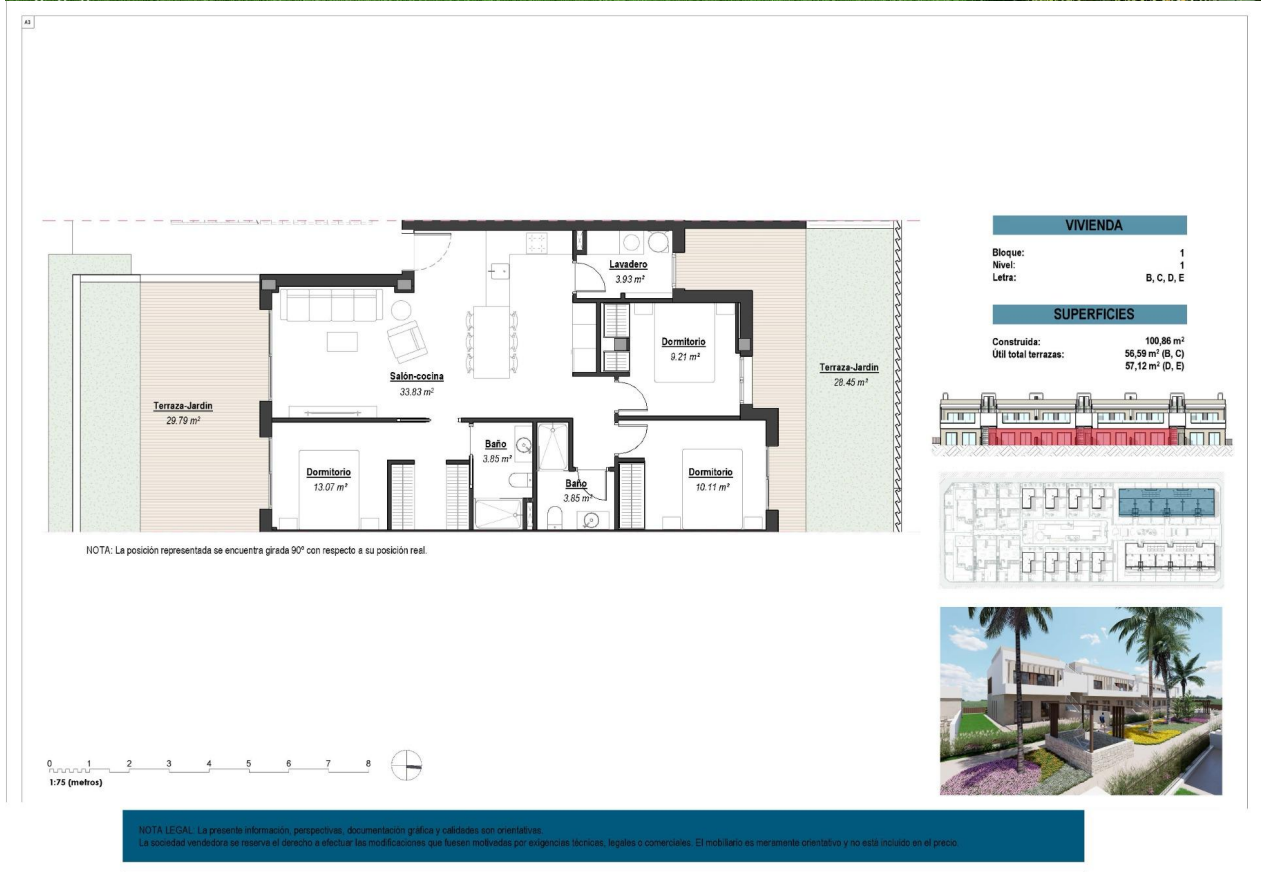 A3
Lavadero
3.93 m²
Dormitorio
9.21 m²
Salón-cocina
33.83 m²
Terraza-Jardín
28.45 m²
Terraza-Jardín
29.79 m²
Baño
3.85 m²
Dormitorio
13.07 m²
Baño
3.85 m²
Dormitorio
10.11 m²
NOTA: La posición representada se encuentra girada 90º con respecto a su posición real.
VIVIENDA
Bloque: 1
Nivel: 1
Letra: B, C, D, E
SUPERFICIES
Construida: 100,86 m²
Útil total terrazas: 56,59 m² (B, C)
57,12 m² (D, E)
0 1 2 3 4 5 6 7 8
1:75 (metros)
NOTA LEGAL: La presente información, perspectivas, documentación gráfica y calidades son orientativas.
La sociedad vendedora se reserva el derecho a efectuar las modificaciones que fuesen motivadas por exigencias técnicas, legales o comerciales. El mobiliario es meramente orientativo y no está incluido en el precio.